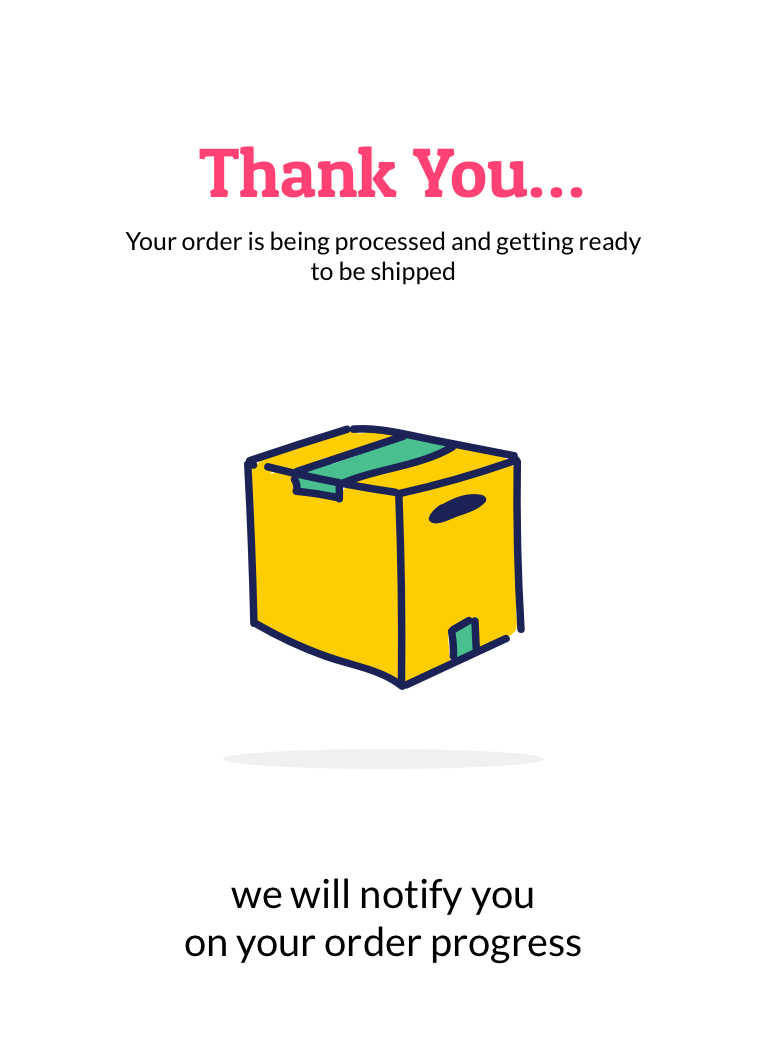 Thank You...
Your order is being processed and getting ready
to be shipped
we will notify you
on your order progress